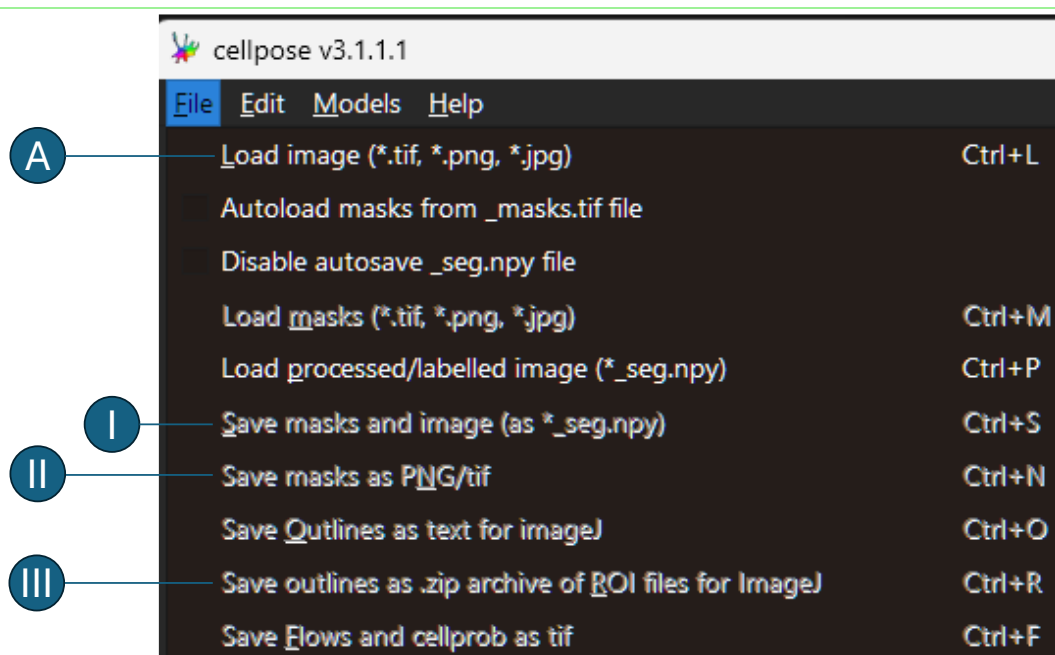 cellpose v3.1.1.1
File Edit Models Help
A Load image (*.tif, *.png, *.jpg) Ctrl+L
Autoload masks from _masks.tif file
Disable autosave _seg.npy file
Load masks (*.tif, *.png, *.jpg) Ctrl+M
Load processed/labelled image (*_seg.npy) Ctrl+P
I Save masks and image (as *_seg.npy) Ctrl+S
II Save masks as PNG/tif Ctrl+N
Save Outlines as text for imageJ Ctrl+O
III Save outlines as .zip archive of ROI files for ImageJ Ctrl+R
Save Flows and cellprob as tif Ctrl+F